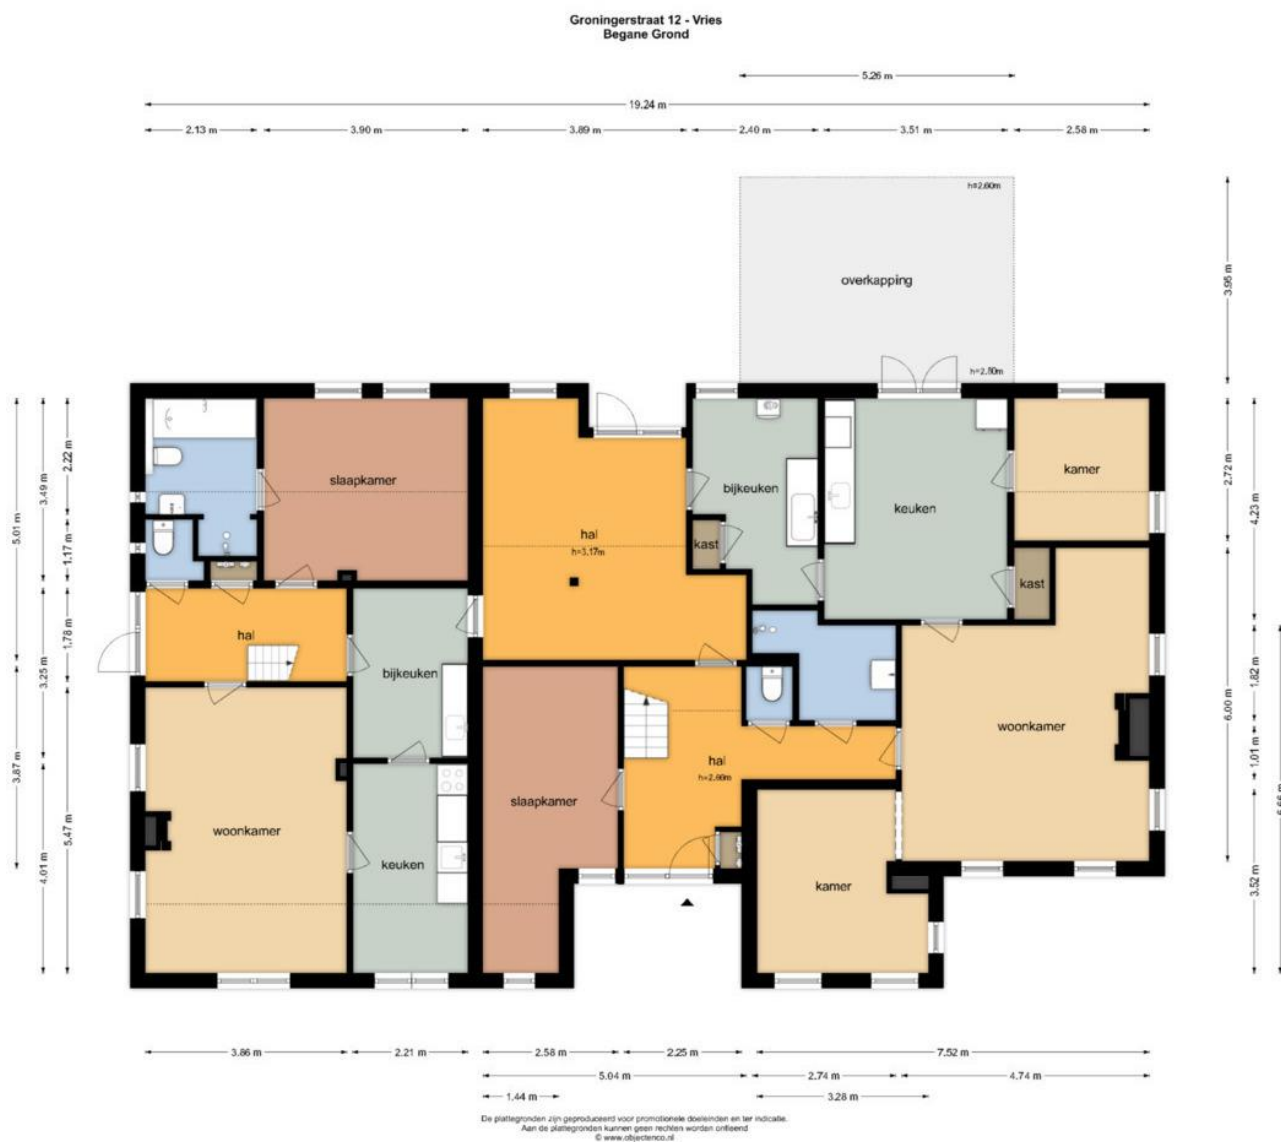 Groningerstraat 12 - Vries
Begane Grond
5.26 m
19.24 m
2.13 m
3.90 m
3.89 m
2.40 m
3.51 m
2.58 m
h=2.60m
overkapping
3.95 m
h=2.80m
slaapkamer
bijkeuken
keuken
kamer
hal
h=3.17m
kast
kast
hal
bijkeuken
woonkamer
hal
h=2.66m
slaapkamer
woonkamer
keuken
kamer
5.01 m
3.87 m
3.49 m
3.25 m
4.01 m
2.22 m
1.17 m
1.78 m
5.47 m
2.72 m
6.00 m
4.23 m
1.82 m
1.01 m
3.52 m
6.66 m
3.86 m
2.21 m
2.58 m
2.25 m
7.52 m
5.04 m
2.74 m
4.74 m
1.44 m
3.28 m
De plattegronden zijn geproduceerd voor promotionele doeleinden en ter indicatie.
Aan de plattegronden kunnen geen rechten worden ontleend
© www.objectenco.nl